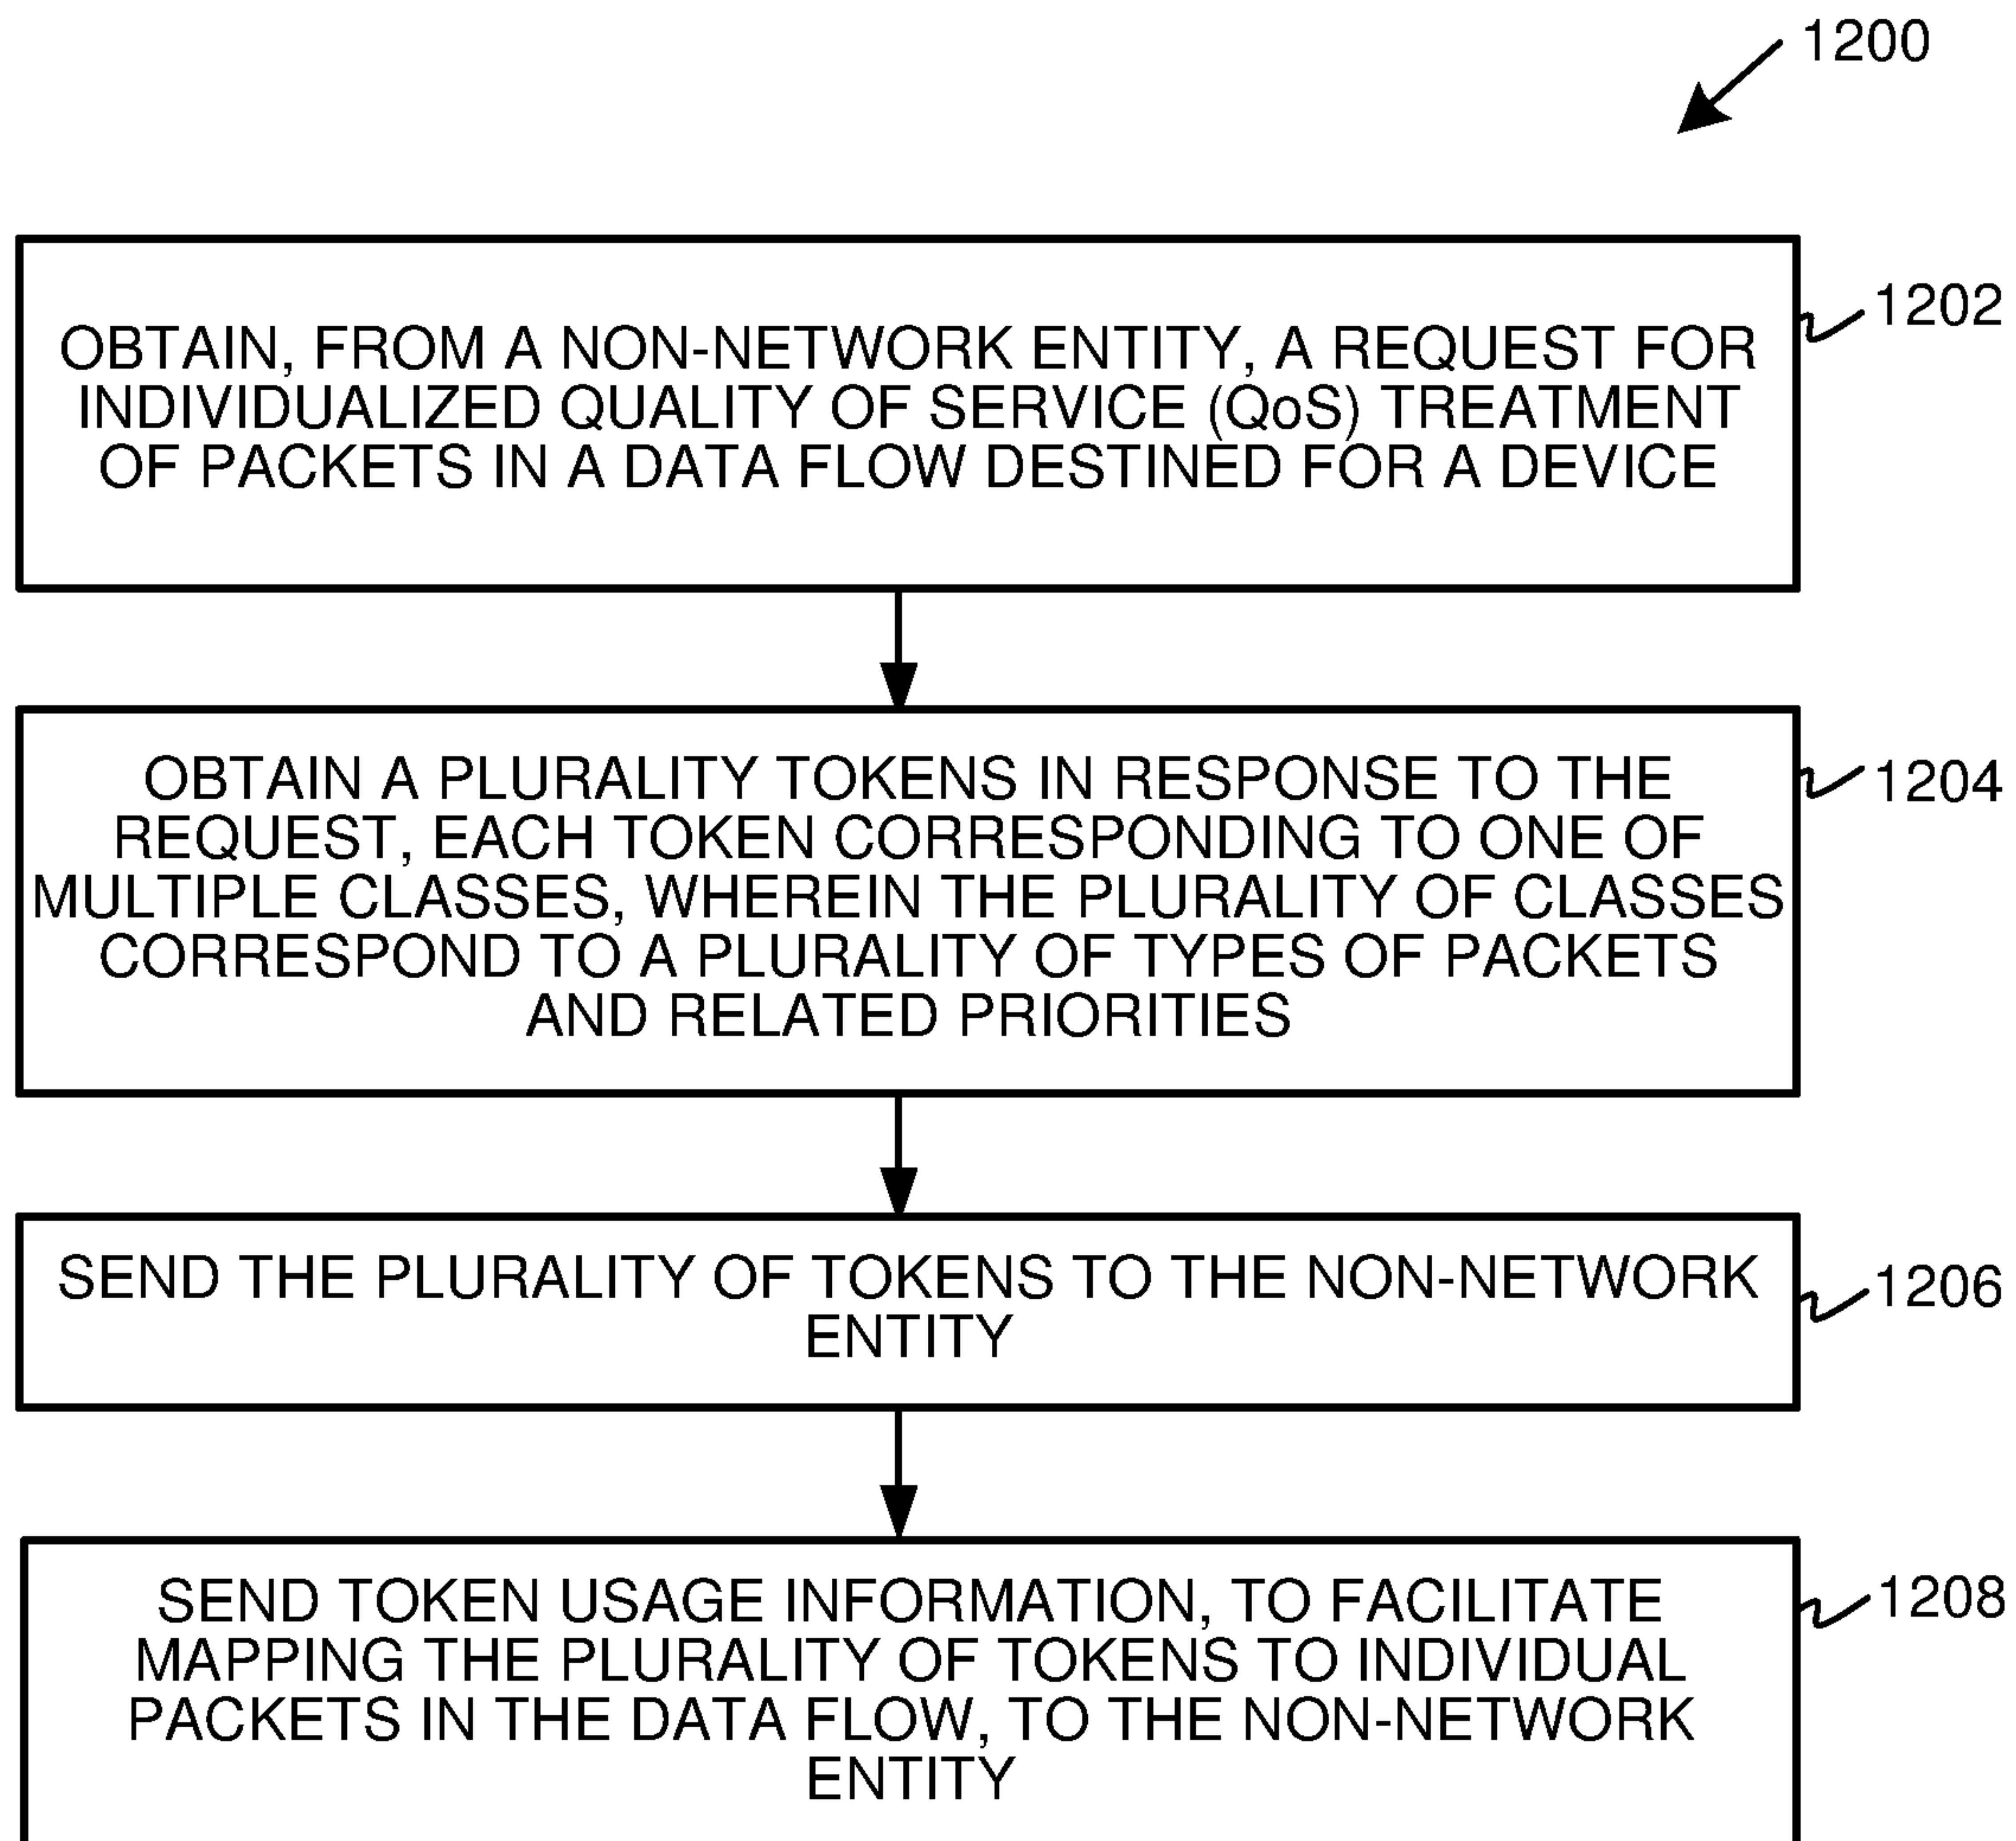 1200
OBTAIN, FROM A NON-NETWORK ENTITY, A REQUEST FOR
INDIVIDUALIZED QUALITY OF SERVICE (QoS) TREATMENT
OF PACKETS IN A DATA FLOW DESTINED FOR A DEVICE
1202
OBTAIN A PLURALITY TOKENS IN RESPONSE TO THE
REQUEST, EACH TOKEN CORRESPONDING TO ONE OF
MULTIPLE CLASSES, WHEREIN THE PLURALITY OF CLASSES
CORRESPOND TO A PLURALITY OF TYPES OF PACKETS
AND RELATED PRIORITIES
1204
SEND THE PLURALITY OF TOKENS TO THE NON-NETWORK
ENTITY
1206
SEND TOKEN USAGE INFORMATION, TO FACILITATE
MAPPING THE PLURALITY OF TOKENS TO INDIVIDUAL
PACKETS IN THE DATA FLOW, TO THE NON-NETWORK
ENTITY
1208